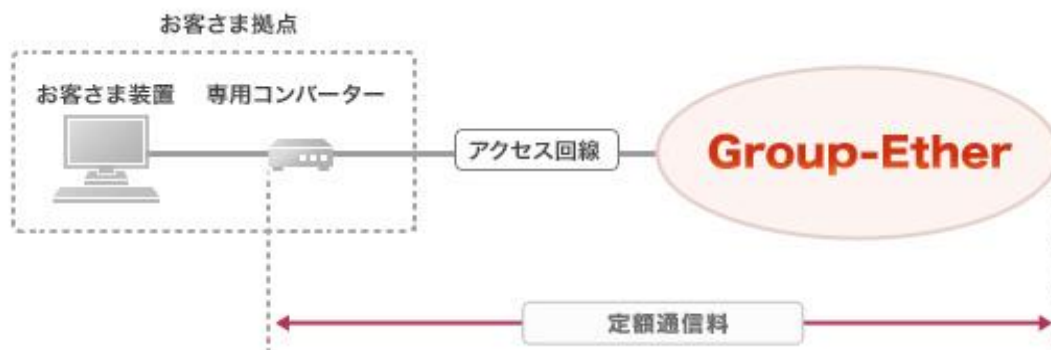 お客さま拠点
お客さま装置 専用コンバーター
アクセス回線
Group-Ether
定額通信料